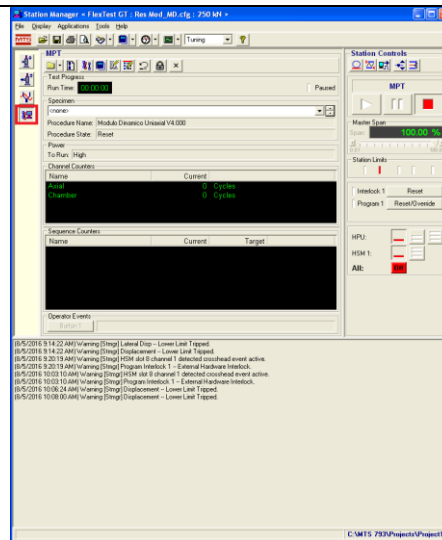 Station Manager < FlexTest GT : Res Mod_MD.cfg : 250 kN >
File Display Applications Tools Help
MTS Tuning
MPT
Test Progress
Run Time: 00:00:00 Paused
Specimen
<none>
Procedure Name: Modulo Dinamico Uniaxial V4.000
Procedure State: Reset
Power
To Run: High
Channel Counters
Name Current
Axial 0 Cycles
Chamber 0 Cycles
Sequence Counters
Name Current Target
Operator Events
Button 1
Station Controls
MPT
Master Span
Span: 100.00 %
Station Limits
Interlock 1 Reset
Program 1 Reset/Override
HPU:
HSM 1:
All: Off
(8/5/2016 9:14:22 AM) Warning [Stmgr] Lateral Disp – Lower Limit Tripped.
(8/5/2016 9:14:22 AM) Warning [Stmgr] Displacement – Lower Limit Tripped.
(8/5/2016 9:20:19 AM) Warning [Stmgr] HSM slot 8 channel 1 detected crosshead event active.
(8/5/2016 9:20:19 AM) Warning [Stmgr] Program Interlock 1 – External Hardware Interlock.
(8/5/2016 10:03:10 AM) Warning [Stmgr] HSM slot 8 channel 1 detected crosshead event active.
(8/5/2016 10:03:10 AM) Warning [Stmgr] Program Interlock 1 – External Hardware Interlock.
(8/5/2016 10:06:24 AM) Warning [Stmgr] Displacement – Lower Limit Tripped.
(8/5/2016 10:08:00 AM) Warning [Stmgr] Displacement – Lower Limit Tripped.
C:\MTS 793\Projects\Project1